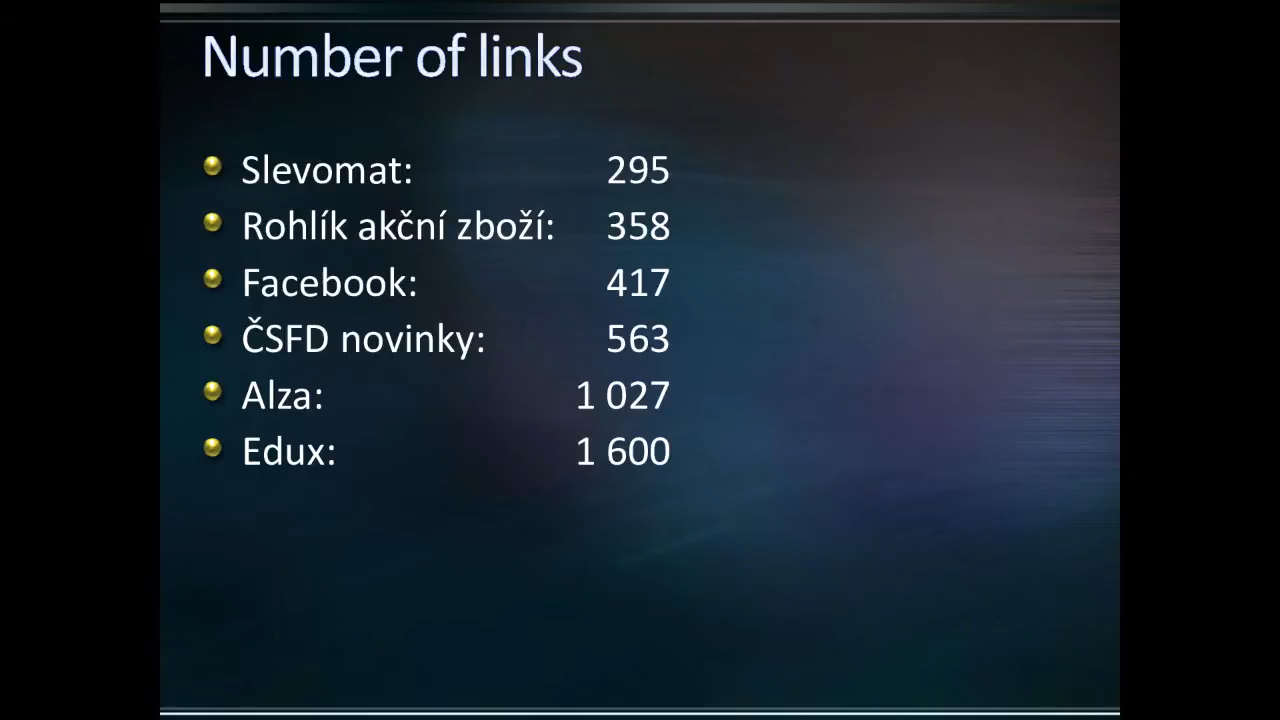 Number of links
Slevomat: 295
Rohlík akční zboží: 358
Facebook: 417
ČSFD novinky: 563
Alza: 1 027
Edux: 1 600